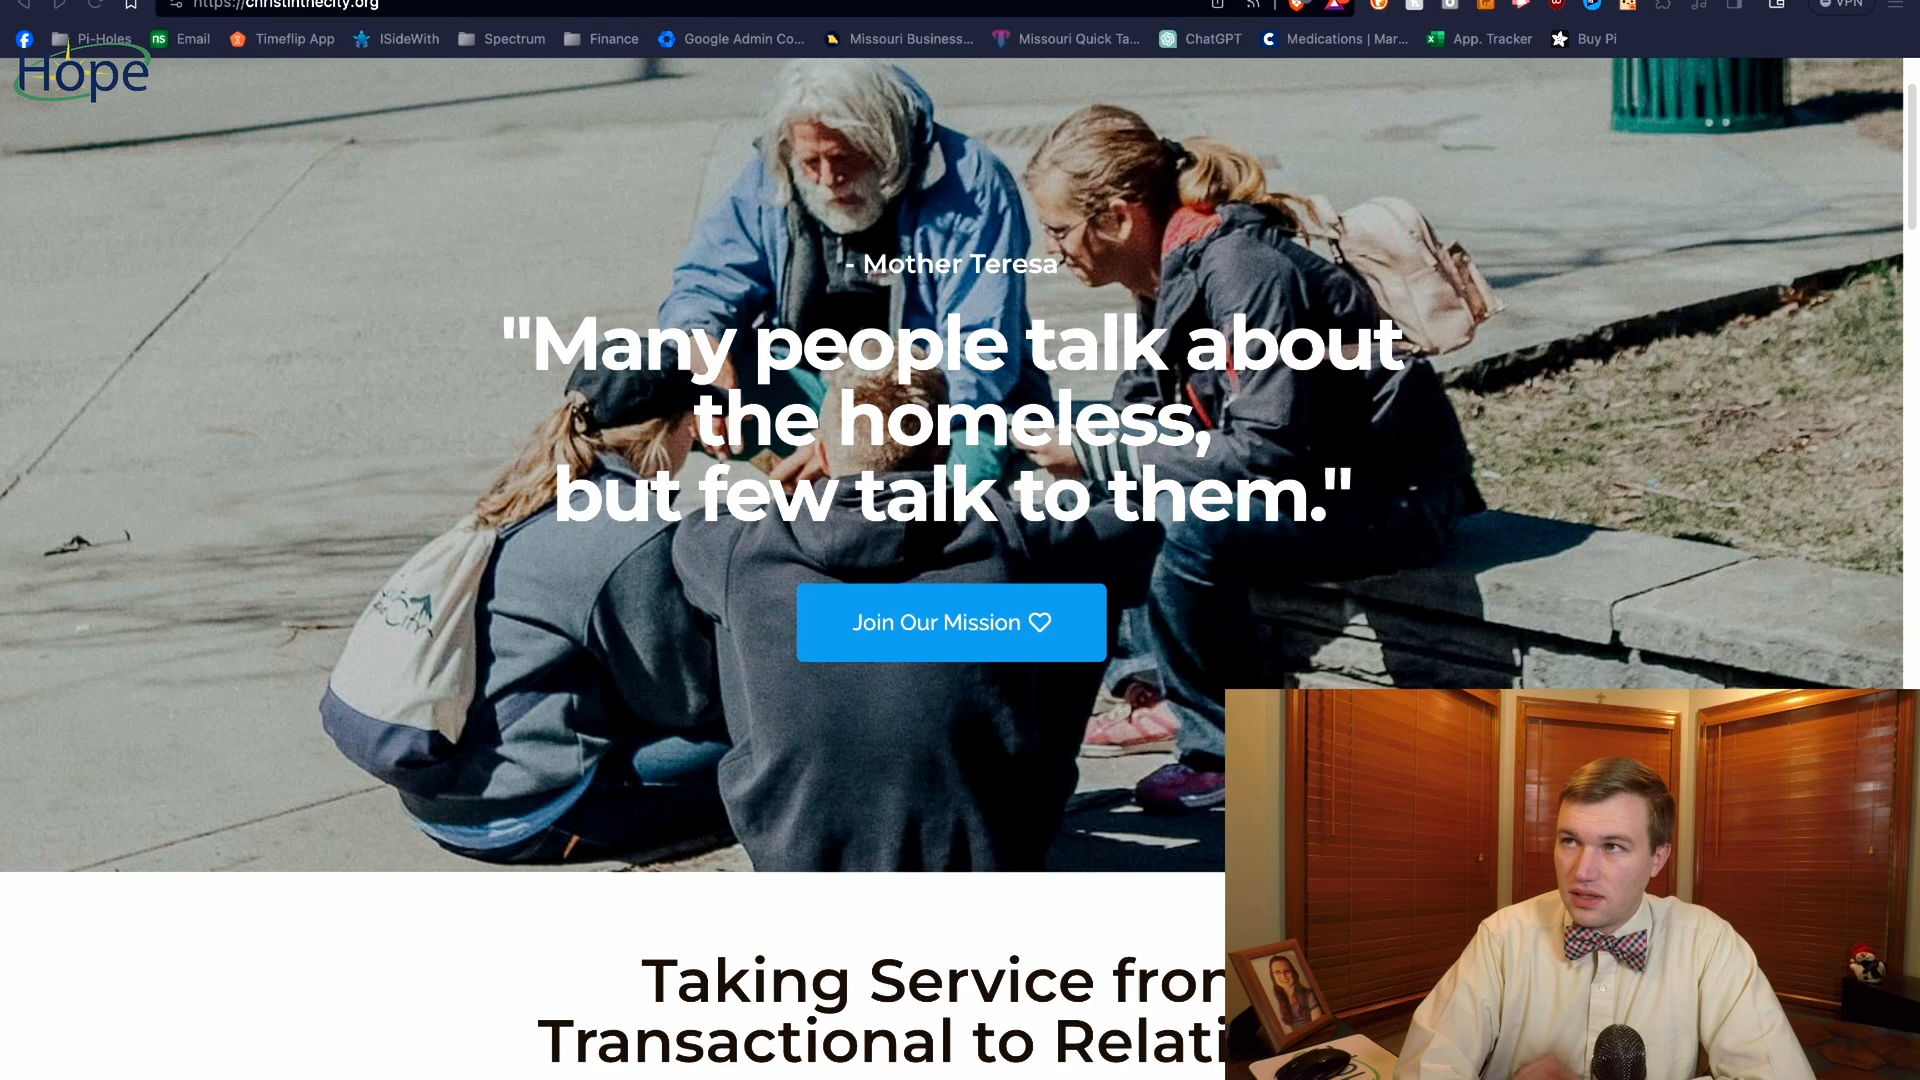 https://christinthecity.org
VPN
Pi-Holes
ns Email
Timeflip App
ISideWith
Spectrum
Finance
Google Admin Co...
Missouri Business...
Missouri Quick Ta...
ChatGPT
Medications | Mar...
App. Tracker
Buy Pi
Hope
- Mother Teresa
"Many people talk about
the homeless,
but few talk to them."
Join Our Mission
Taking Service from
Transactional to Relati